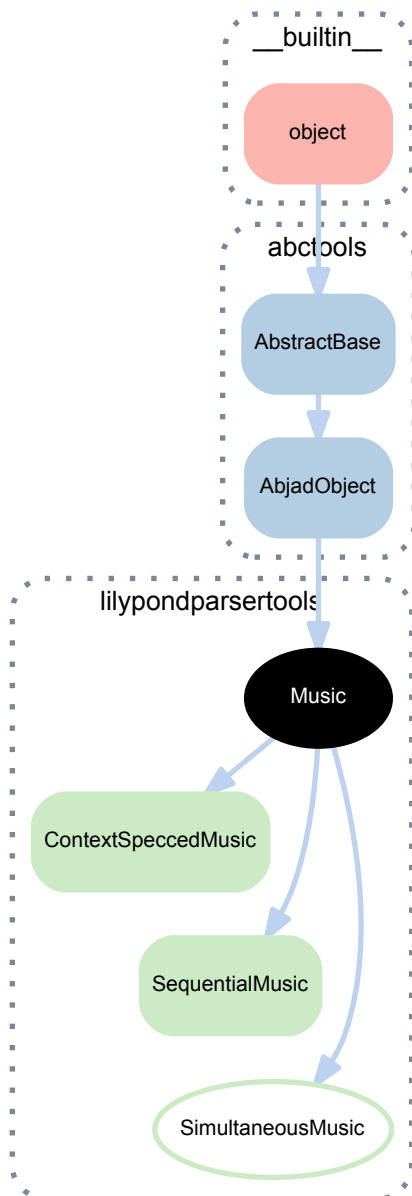 __builtin__
object
abctools
AbstractBase
AbjadObject
lilypondparsertools
Music
ContextSpeccedMusic
SequentialMusic
SimultaneousMusic